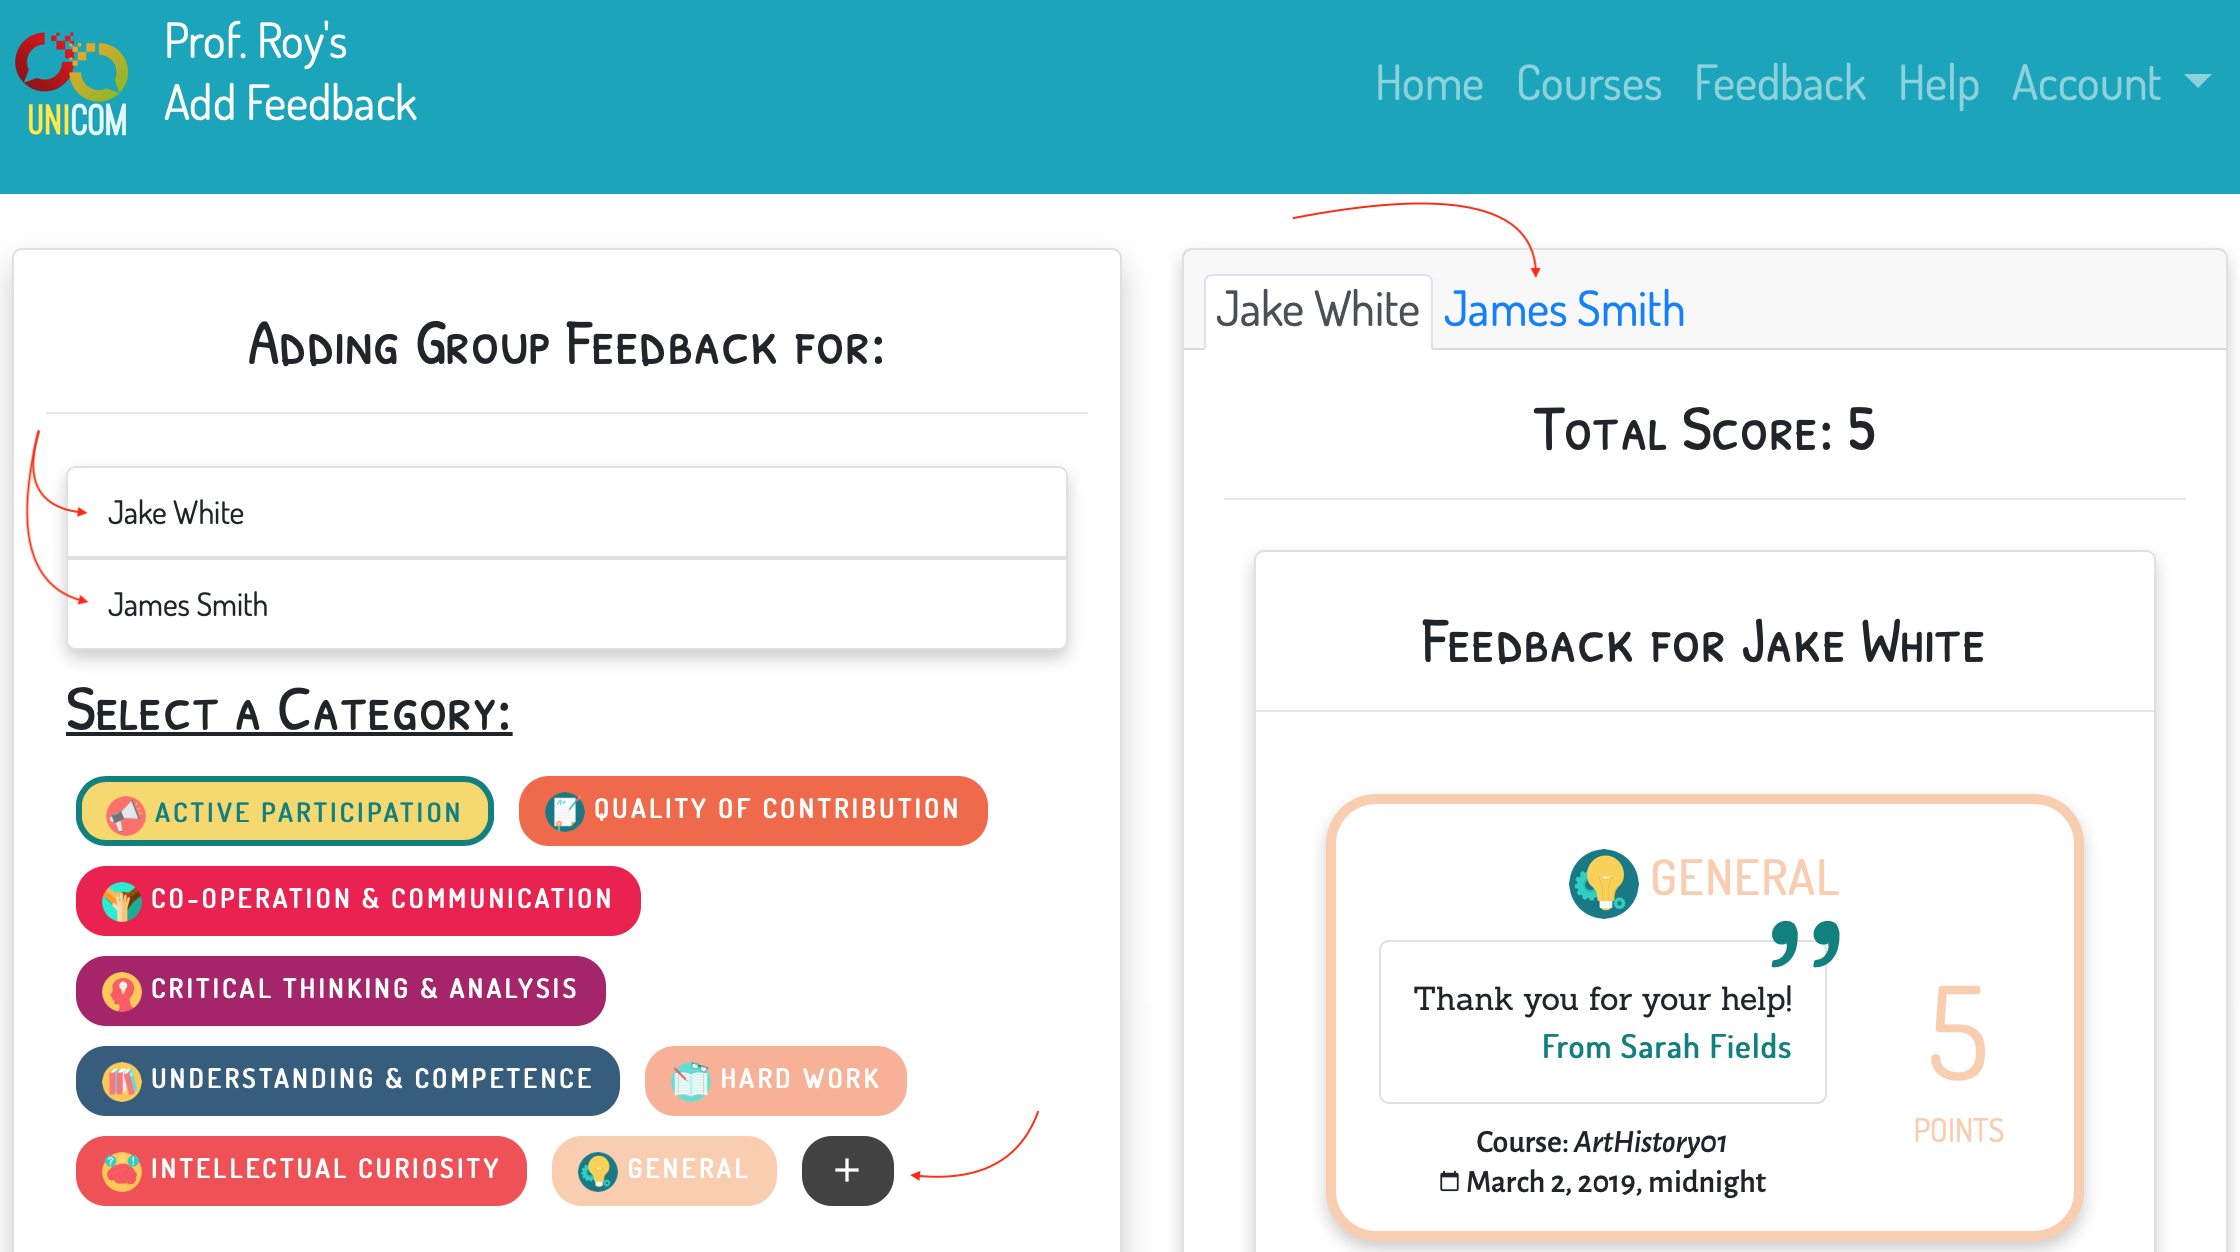 UNICOM
Prof. Roy's
Add Feedback
Home Courses Feedback Help Account
Adding Group Feedback for:
Jake White
James Smith
Select a Category:
ACTIVE PARTICIPATION
QUALITY OF CONTRIBUTION
CO-OPERATION & COMMUNICATION
CRITICAL THINKING & ANALYSIS
UNDERSTANDING & COMPETENCE
HARD WORK
INTELLECTUAL CURIOSITY
GENERAL
+
Jake White James Smith
Total Score: 5
Feedback for Jake White
GENERAL
”
Thank you for your help!
From Sarah Fields
5
POINTS
Course: ArtHistory01
March 2, 2019, midnight